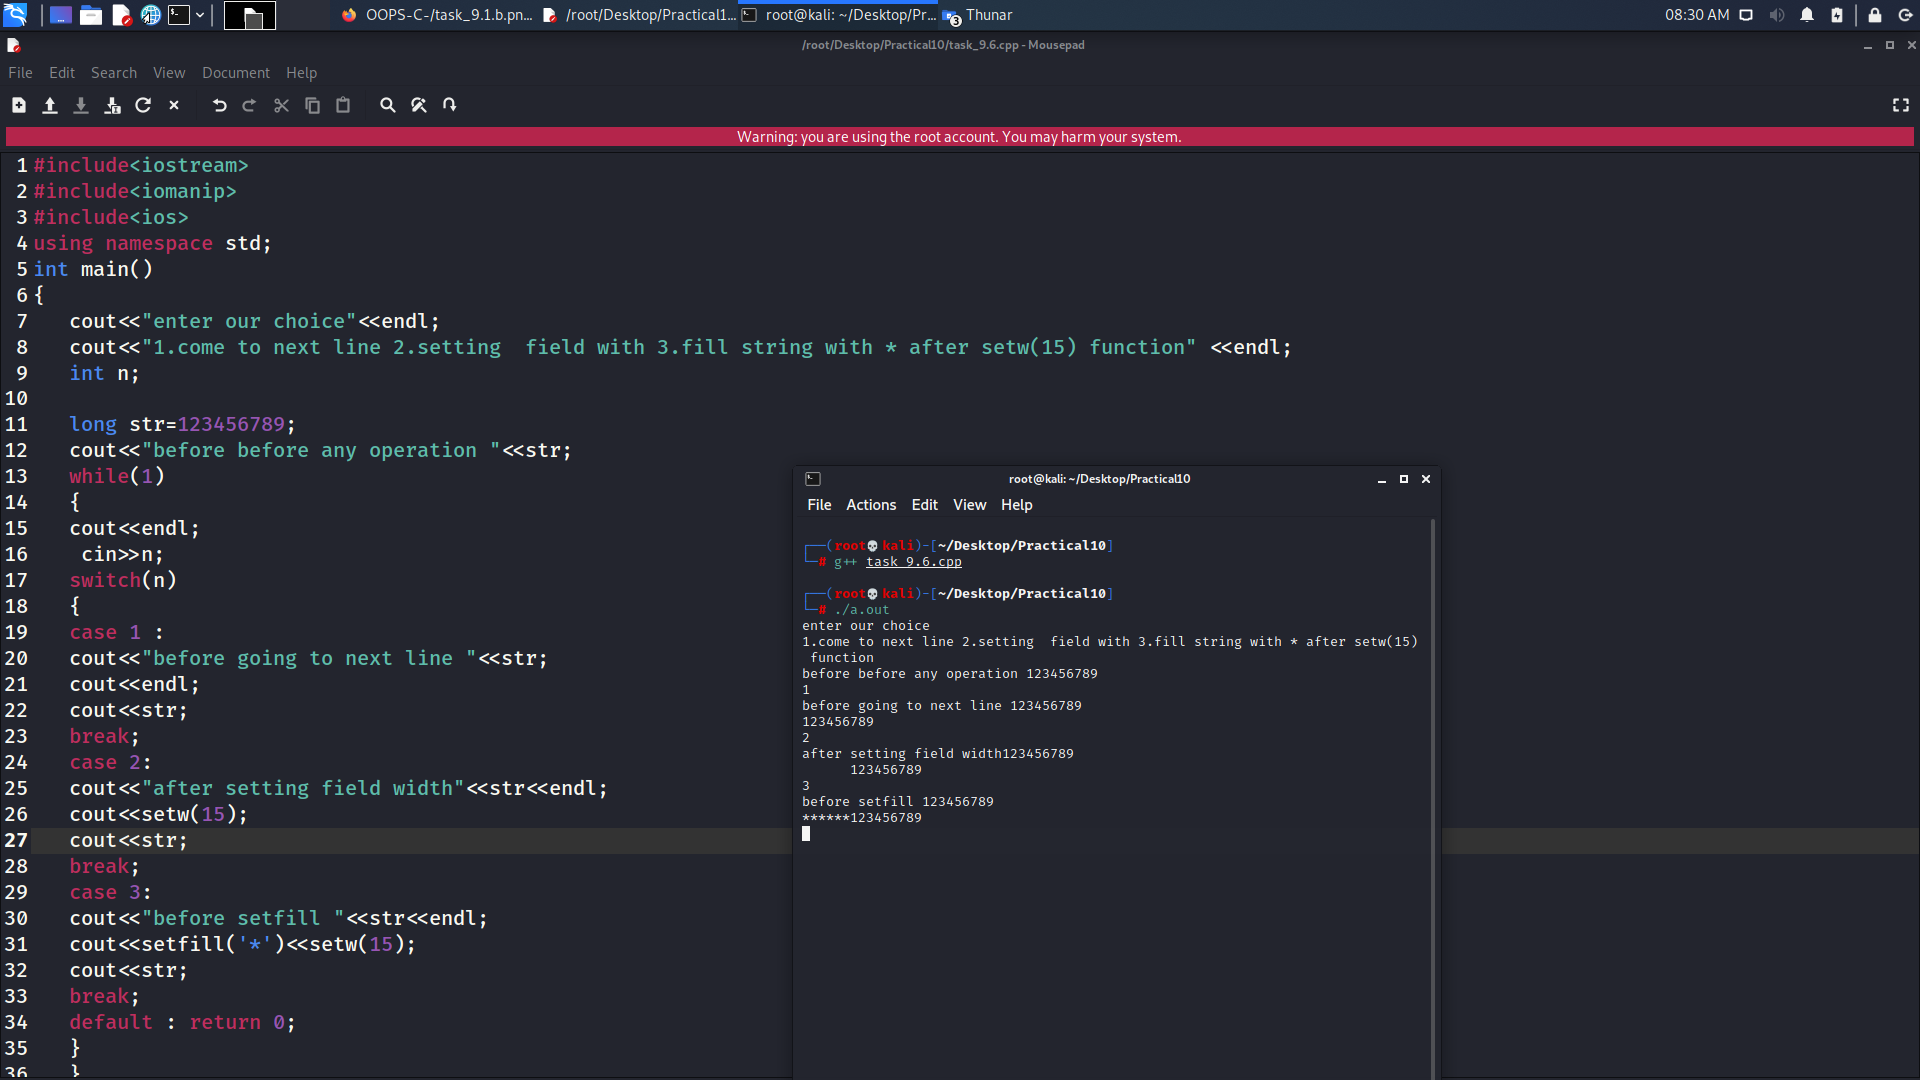 OOPS-C-/task_9.1.b.pn... /root/Desktop/Practical1... root@kali: ~/Desktop/Pr... 3 Thunar 08:30 AM
/root/Desktop/Practical10/task_9.6.cpp - Mousepad
File Edit Search View Document Help
Warning: you are using the root account. You may harm your system.
1 #include<iostream>
2 #include<iomanip>
3 #include<ios>
4 using namespace std;
5 int main()
6 {
7 cout<<"enter our choice"<<endl;
8 cout<<"1.come to next line 2.setting  field with 3.fill string with * after setw(15) function" <<endl;
9 int n;
10
11 long str=123456789;
12 cout<<"before before any operation "<<str;
13 while(1)
14 {
15 cout<<endl;
16 cin>>n;
17 switch(n)
18 {
19 case 1 :
20 cout<<"before going to next line "<<str;
21 cout<<endl;
22 cout<<str;
23 break;
24 case 2:
25 cout<<"after setting field width"<<str<<endl;
26 cout<<setw(15);
27 cout<<str;
28 break;
29 case 3:
30 cout<<"before setfill "<<str<<endl;
31 cout<<setfill('*')<<setw(15);
32 cout<<str;
33 break;
34 default : return 0;
35 }
36 }
root@kali: ~/Desktop/Practical10
File Actions Edit View Help
┌──(root💀kali)-[~/Desktop/Practical10]
└─# g++ task_9.6.cpp
┌──(root💀kali)-[~/Desktop/Practical10]
└─# ./a.out
enter our choice
1.come to next line 2.setting  field with 3.fill string with * after setw(15)
 function
before before any operation 123456789
1
before going to next line 123456789
123456789
2
after setting field width123456789
      123456789
3
before setfill 123456789
******123456789